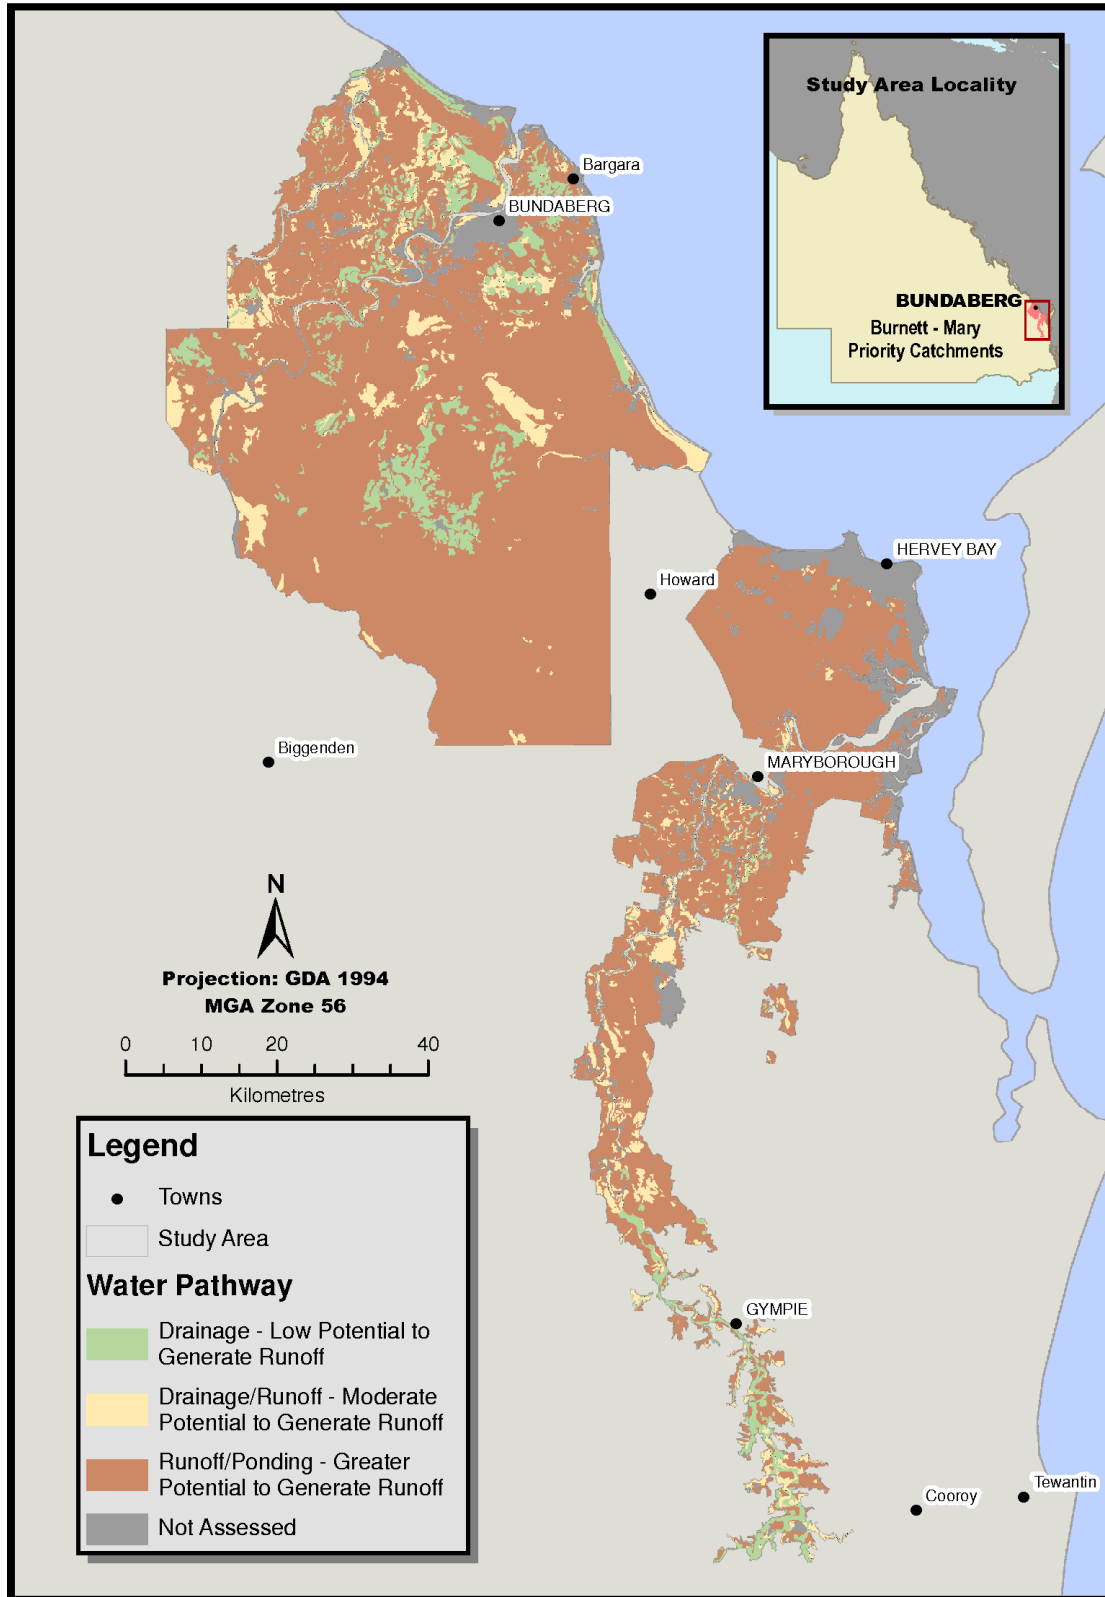 Study Area Locality
BUNDABERG
Burnett - Mary
Priority Catchments
Bargara
BUNDABERG
HERVEY BAY
Howard
Biggenden
MARYBOROUGH
N
Projection: GDA 1994
MGA Zone 56
0 10 20 40
Kilometres
Legend
Towns
Study Area
Water Pathway
Drainage - Low Potential to
Generate Runoff
Drainage/Runoff - Moderate
Potential to Generate Runoff
Runoff/Ponding - Greater
Potential to Generate Runoff
Not Assessed
GYMPIE
Cooroy
Tewantin